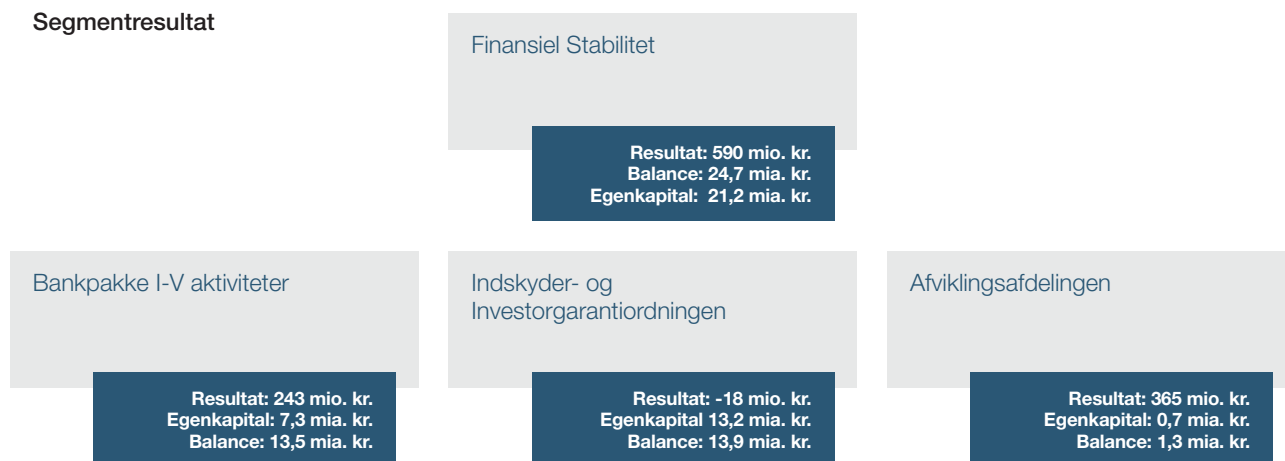 Segmentresultat
Finansiel Stabilitet
Resultat: 590 mio. kr.
Balance: 24,7 mia. kr.
Egenkapital: 21,2 mia. kr.
Bankpakke I-V aktiviteter
Resultat: 243 mio. kr.
Egenkapital: 7,3 mia. kr.
Balance: 13,5 mia. kr.
Indskyder- og
Investorgarantiordningen
Resultat: -18 mio. kr.
Egenkapital 13,2 mia. kr.
Balance: 13,9 mia. kr.
Afviklingsafdelingen
Resultat: 365 mio. kr.
Egenkapital: 0,7 mia. kr.
Balance: 1,3 mia. kr.